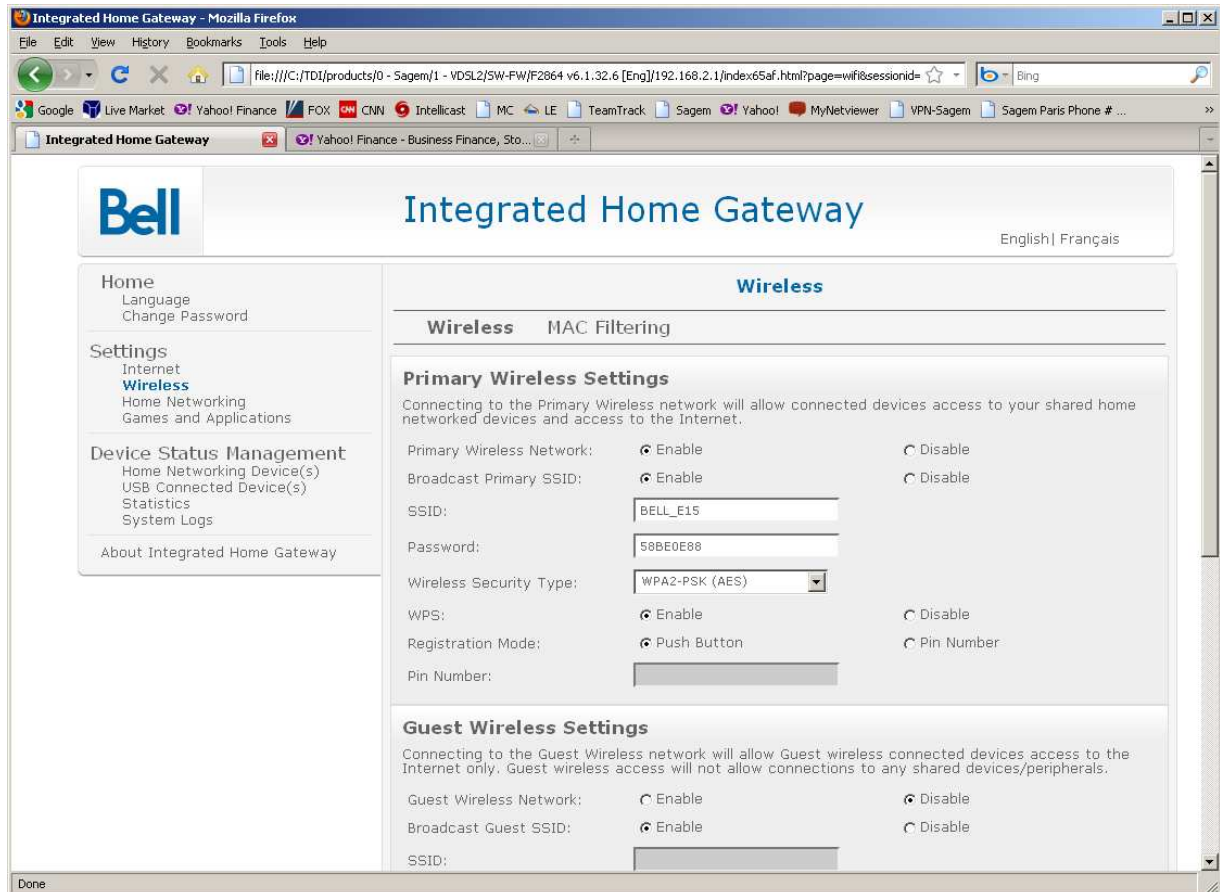 Integrated Home Gateway - Mozilla Firefox
File Edit View History Bookmarks Tools Help
file:///C:/TDI/products/0 - Sagem/1 - VDSL2/SW-FW/F2864 v6.1.32.6 [Eng]/192.168.2.1/index65af.html?page=wifi&sessionid=
Bing
Google Live Market Yahoo! Finance FOX CNN Intellicast MC LE TeamTrack Sagem Yahoo! MyNetviewer VPN-Sagem Sagem Paris Phone # ... »
Integrated Home Gateway
Yahoo! Finance - Business Finance, Sto...
Bell
Integrated Home Gateway
English| Français
Home
Language
Change Password
Settings
Internet
Wireless
Home Networking
Games and Applications
Device Status Management
Home Networking Device(s)
USB Connected Device(s)
Statistics
System Logs
About Integrated Home Gateway
Wireless
Wireless MAC Filtering
Primary Wireless Settings
Connecting to the Primary Wireless network will allow connected devices access to your shared home
networked devices and access to the Internet.
Primary Wireless Network: Enable Disable
Broadcast Primary SSID: Enable Disable
SSID: BELL_E15
Password: 58BE0E88
Wireless Security Type: WPA2-PSK (AES)
WPS: Enable Disable
Registration Mode: Push Button Pin Number
Pin Number:
Guest Wireless Settings
Connecting to the Guest Wireless network will allow Guest wireless connected devices access to the
Internet only. Guest wireless access will not allow connections to any shared devices/peripherals.
Guest Wireless Network: Enable Disable
Broadcast Guest SSID: Enable Disable
SSID:
Done